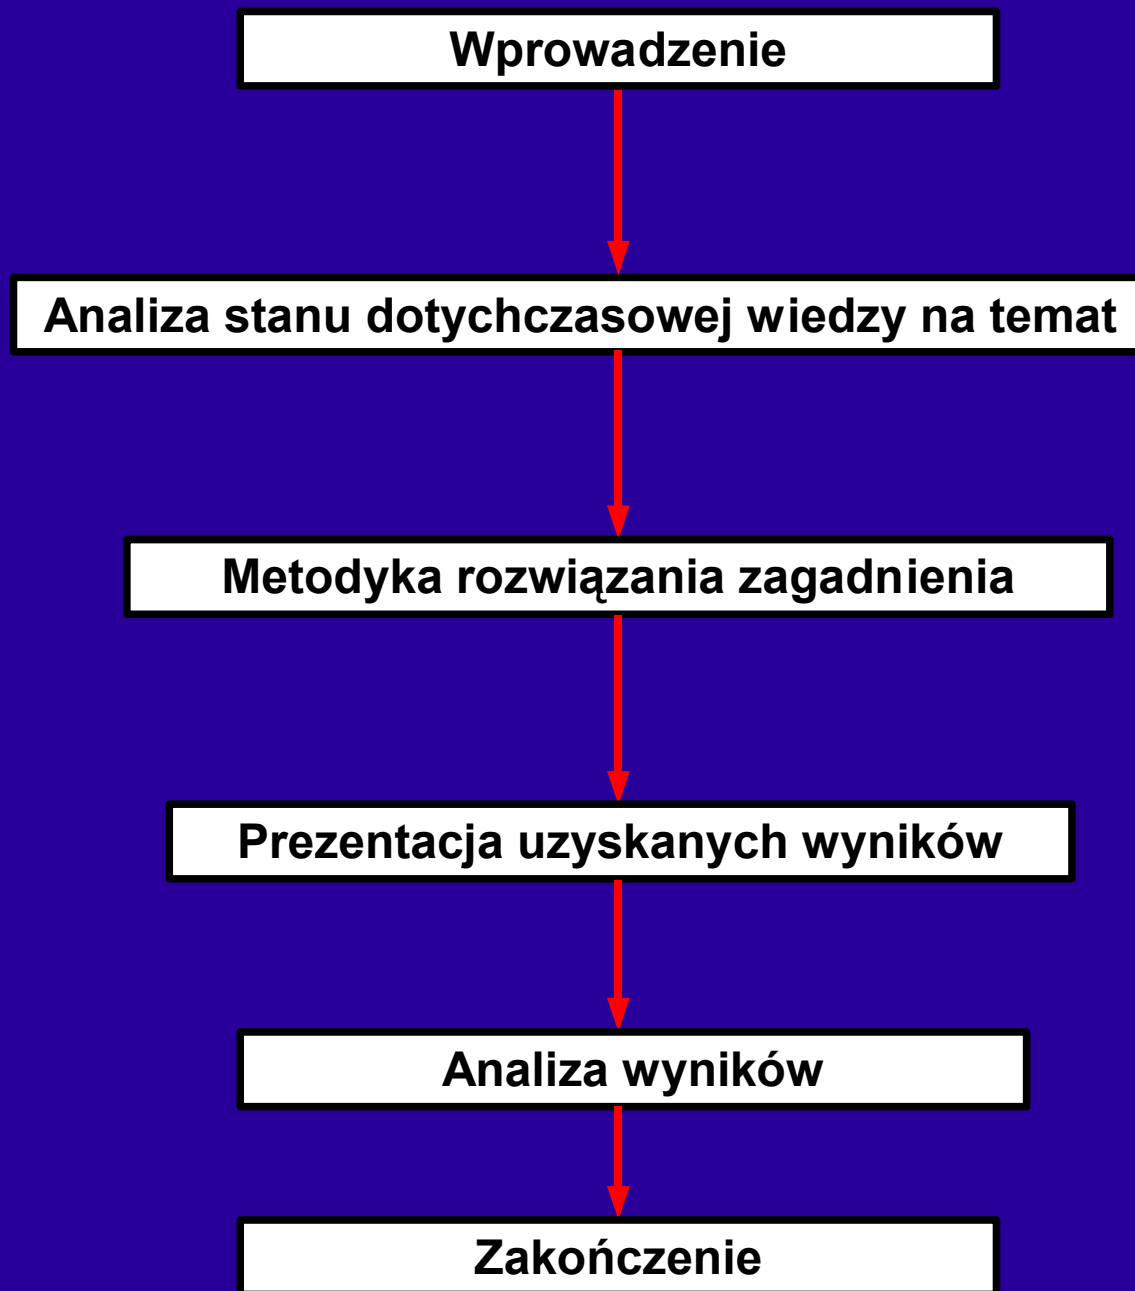 Wprowadzenie
Analiza stanu dotychczasowej wiedzy na temat
Metodyka rozwiązania zagadnienia
Prezentacja uzyskanych wyników
Analiza wyników
Zakończenie